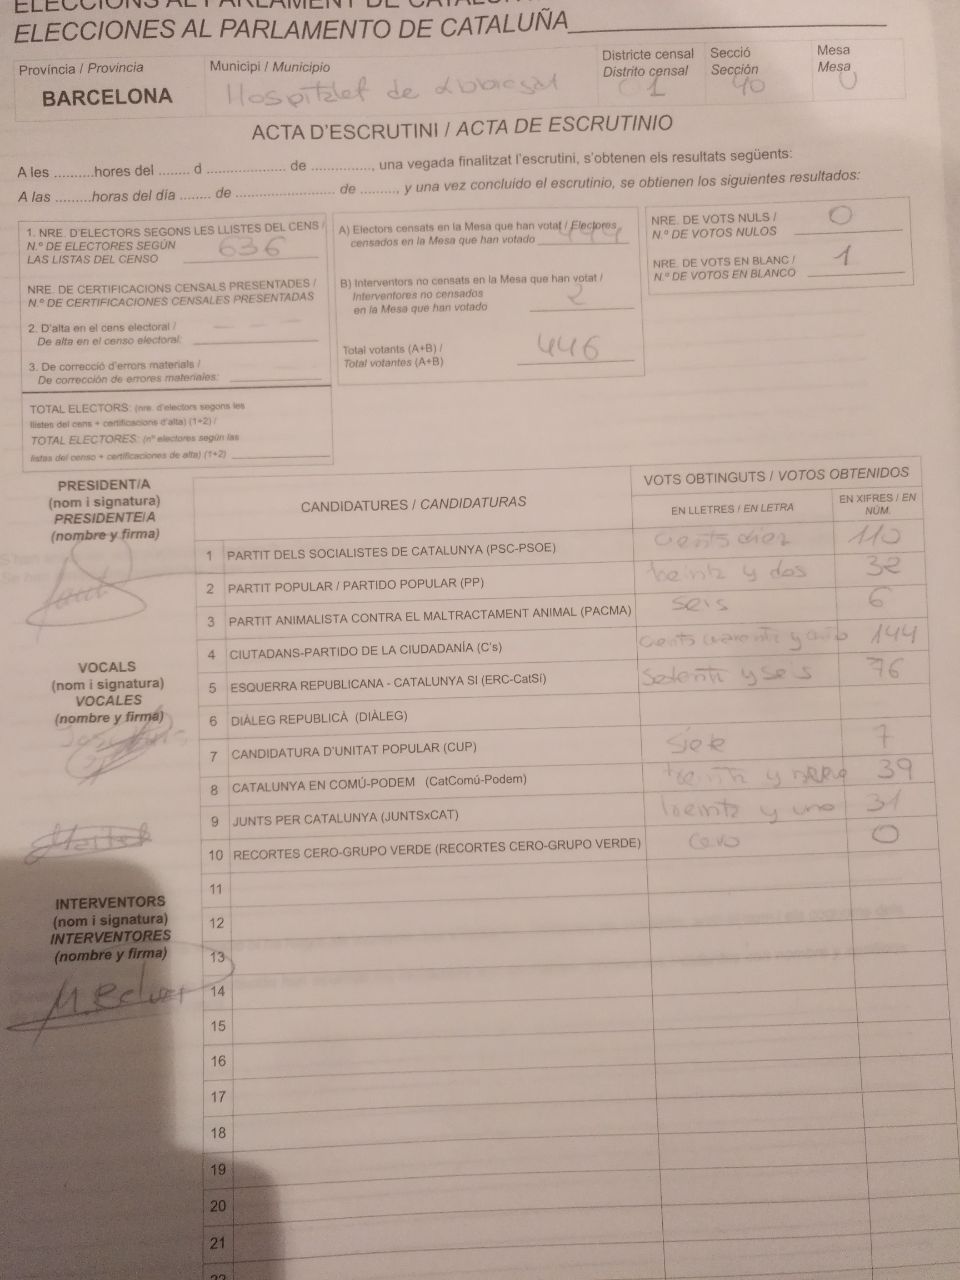 ELECCIONS AL PARLAMENT DE CATALUNYA
ELECCIONES AL PARLAMENTO DE CATALUÑA
Província / Provincia
BARCELONA
Municipi / Municipio
Hospitalet de Llobregat
Districte censal
Distrito censal
01
Secció
Sección
40
Mesa
Mesa
U
ACTA D'ESCRUTINI / ACTA DE ESCRUTINIO
A les ..........hores del ........ d .................... de ..............., una vegada finalitzat l'escrutini, s'obtenen els resultats següents:
A las .........horas del día ........ de ......................... de ........., y una vez concluido el escrutinio, se obtienen los siguientes resultados:
1. NRE. D'ELECTORS SEGONS LES LLISTES DEL CENS /
N.º DE ELECTORES SEGÚN
LAS LISTAS DEL CENSO 636
NRE. DE CERTIFICACIONS CENSALS PRESENTADES /
N.º DE CERTIFICACIONES CENSALES PRESENTADAS
2. D'alta en el cens electoral /
De alta en el censo electoral:
3. De correcció d'errors materials /
De corrección de errores materiales:
TOTAL ELECTORS: (nre. d'electors segons les
llistes del cens + certificacions d'alta) (1+2) /
TOTAL ELECTORES: (nº electores según las
listas del censo + certificaciones de alta) (1+2)
A) Electors censats en la Mesa que han votat / Electores
censados en la Mesa que han votado 444
B) Interventors no censats en la Mesa que han votat /
Interventores no censados
en la Mesa que han votado 2
Total votants (A+B) /
Total votantes (A+B) 446
NRE. DE VOTS NULS /
N.º DE VOTOS NULOS 0
NRE. DE VOTS EN BLANC /
N.º DE VOTOS EN BLANCO 1
PRESIDENT/A
(nom i signatura)
PRESIDENTE/A
(nombre y firma)
VOCALS
(nom i signatura)
VOCALES
(nombre y firma)
INTERVENTORS
(nom i signatura)
INTERVENTORES
(nombre y firma)
CANDIDATURES / CANDIDATURAS
VOTS OBTINGUTS / VOTOS OBTENIDOS
EN LLETRES / EN LETRA
EN XIFRES / EN
NÚM.
1 PARTIT DELS SOCIALISTES DE CATALUNYA (PSC-PSOE) 110
2 PARTIT POPULAR / PARTIDO POPULAR (PP) treinta y dos 32
3 PARTIT ANIMALISTA CONTRA EL MALTRACTAMENT ANIMAL (PACMA) seis 6
4 CIUTADANS-PARTIDO DE LA CIUDADANÍA (C's) 144
5 ESQUERRA REPUBLICANA - CATALUNYA SI (ERC-CatSí) Setenta y seis 76
6 DIÀLEG REPUBLICÀ (DIÀLEG)
7 CANDIDATURA D'UNITAT POPULAR (CUP) siete 7
8 CATALUNYA EN COMÚ-PODEM (CatComú-Podem) treinta y nueve 39
9 JUNTS PER CATALUNYA (JUNTSxCAT) treinta y uno 31
10 RECORTES CERO-GRUPO VERDE (RECORTES CERO-GRUPO VERDE) cero 0
11
12
13
14
15
16
17
18
19
20
21
22